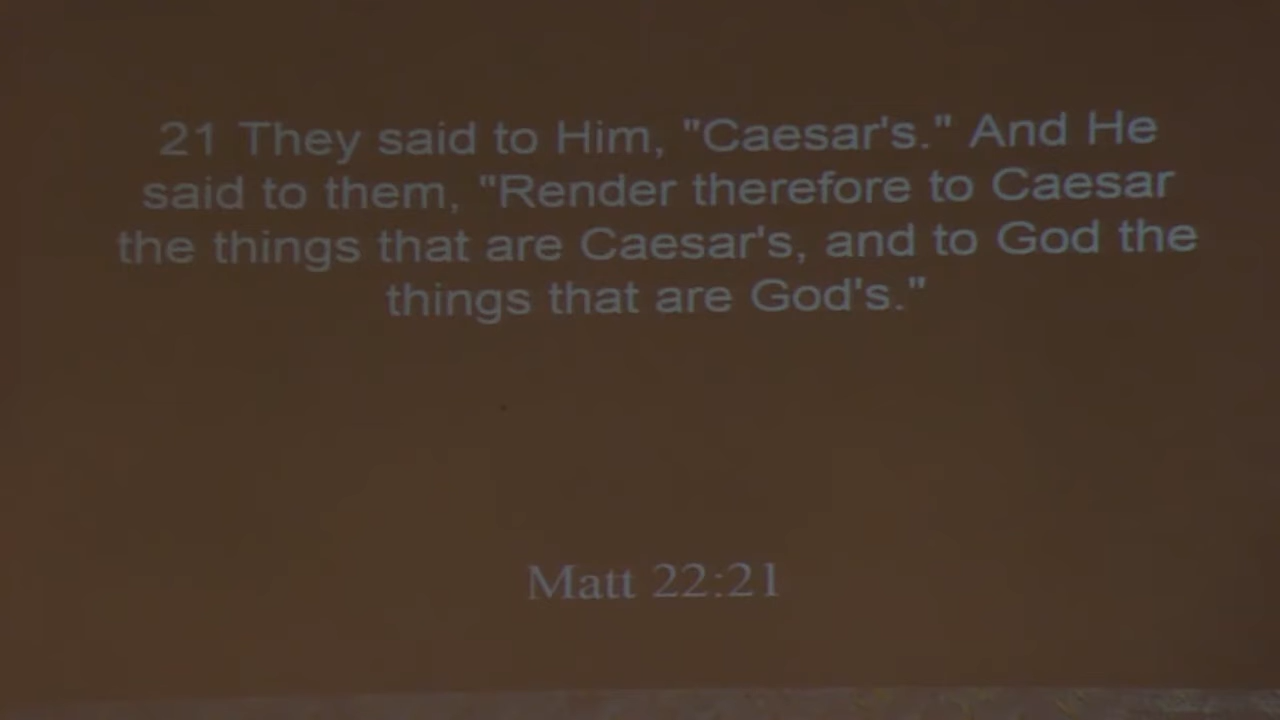 21 They said to Him, "Caesar's." And He
said to them, "Render therefore to Caesar
the things that are Caesar's, and to God the
things that are God's."
Matt 22:21